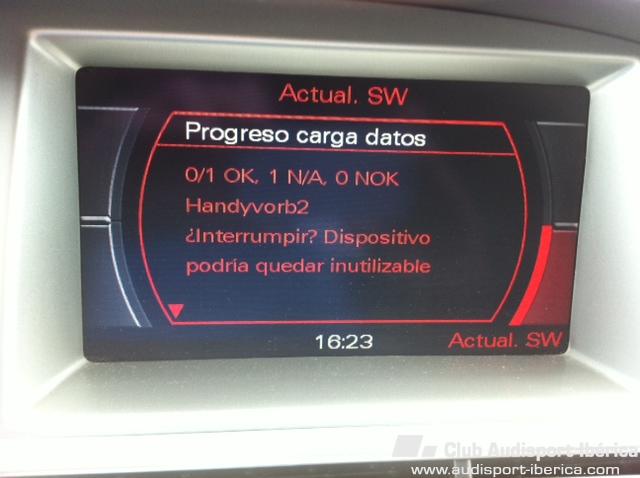 Actual. SW
Progreso carga datos
0/1 OK, 1 N/A, 0 NOK
Handyvorb2
¿Interrumpir? Dispositivo
podría quedar inutilizable
16:23
Actual. SW
Club Audisport Ibérica
www.audisport-iberica.com